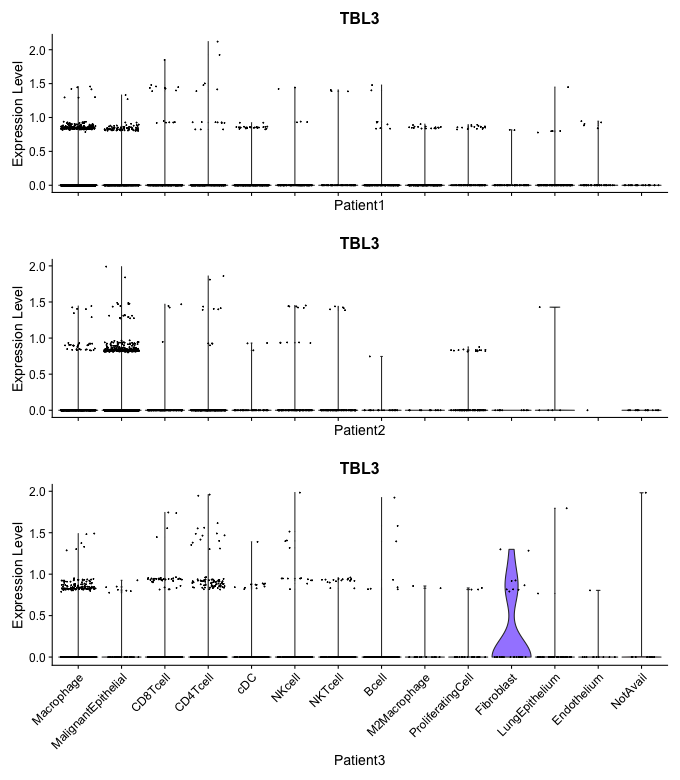 TBL3
Expression Level
2.0
1.5
1.0
0.5
0.0
Patient1
TBL3
Expression Level
2.0
1.5
1.0
0.5
0.0
Patient2
TBL3
Expression Level
2.0
1.5
1.0
0.5
0.0
Macrophage
MalignantEpithelial
CD8Tcell
CD4Tcell
cDC
NKcell
NKTcell
Bcell
M2Macrophage
ProliferatingCell
Fibroblast
LungEpithelium
Endothelium
NotAvail
Patient3